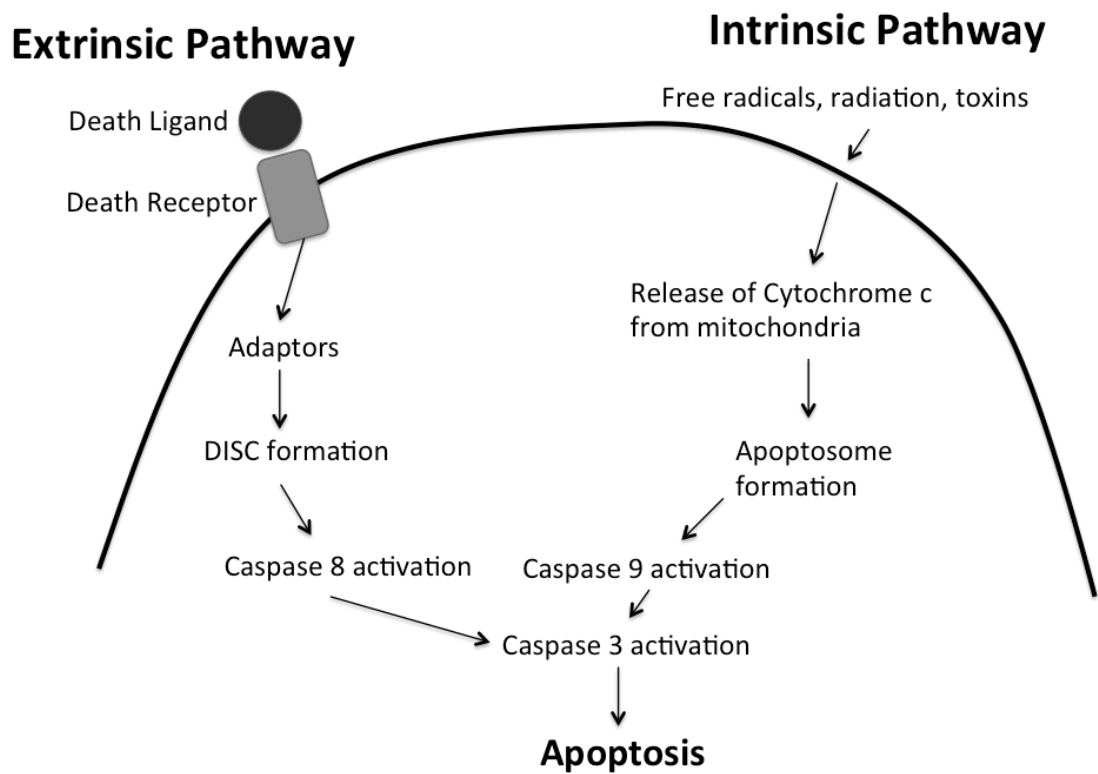 Extrinsic Pathway
Intrinsic Pathway
Free radicals, radiation, toxins
Death Ligand
Death Receptor
Release of Cytochrome c
from mitochondria
Adaptors
DISC formation
Apoptosome
formation
Caspase 8 activation
Caspase 9 activation
Caspase 3 activation
Apoptosis